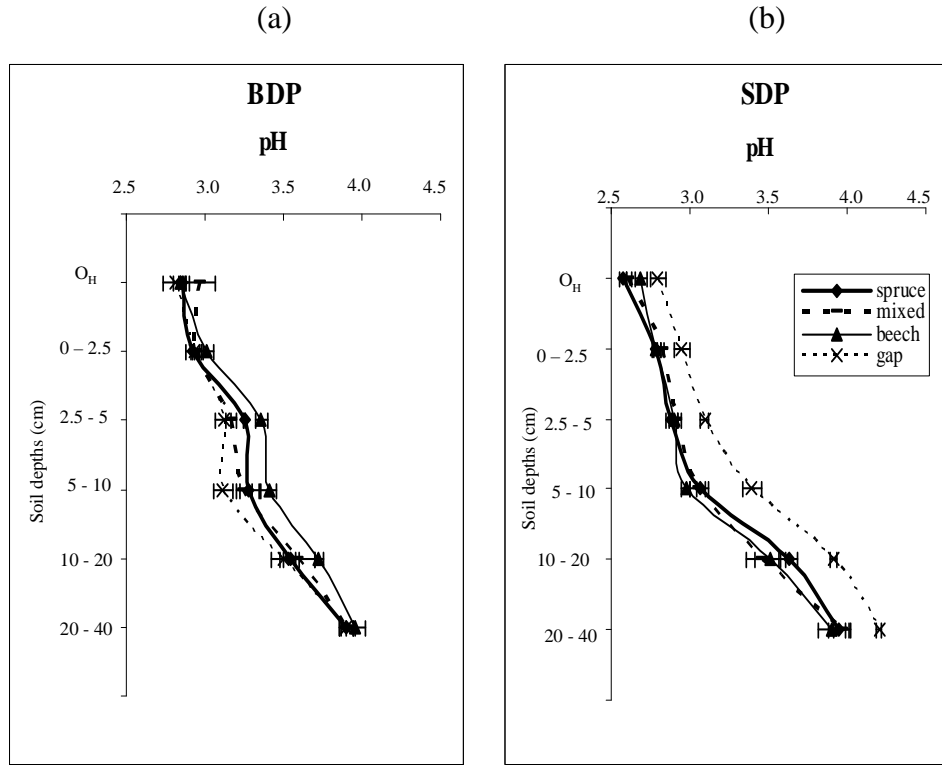 (a)
BDP
pH
2.5 3.0 3.5 4.0 4.5
Soil depths (cm)
OH
0 – 2.5
2.5 - 5
5 - 10
10 - 20
20 - 40
(b)
SDP
pH
2.5 3.0 3.5 4.0 4.5
Soil depths (cm)
OH
0 – 2.5
2.5 - 5
5 - 10
10 - 20
20 - 40
spruce
mixed
beech
gap